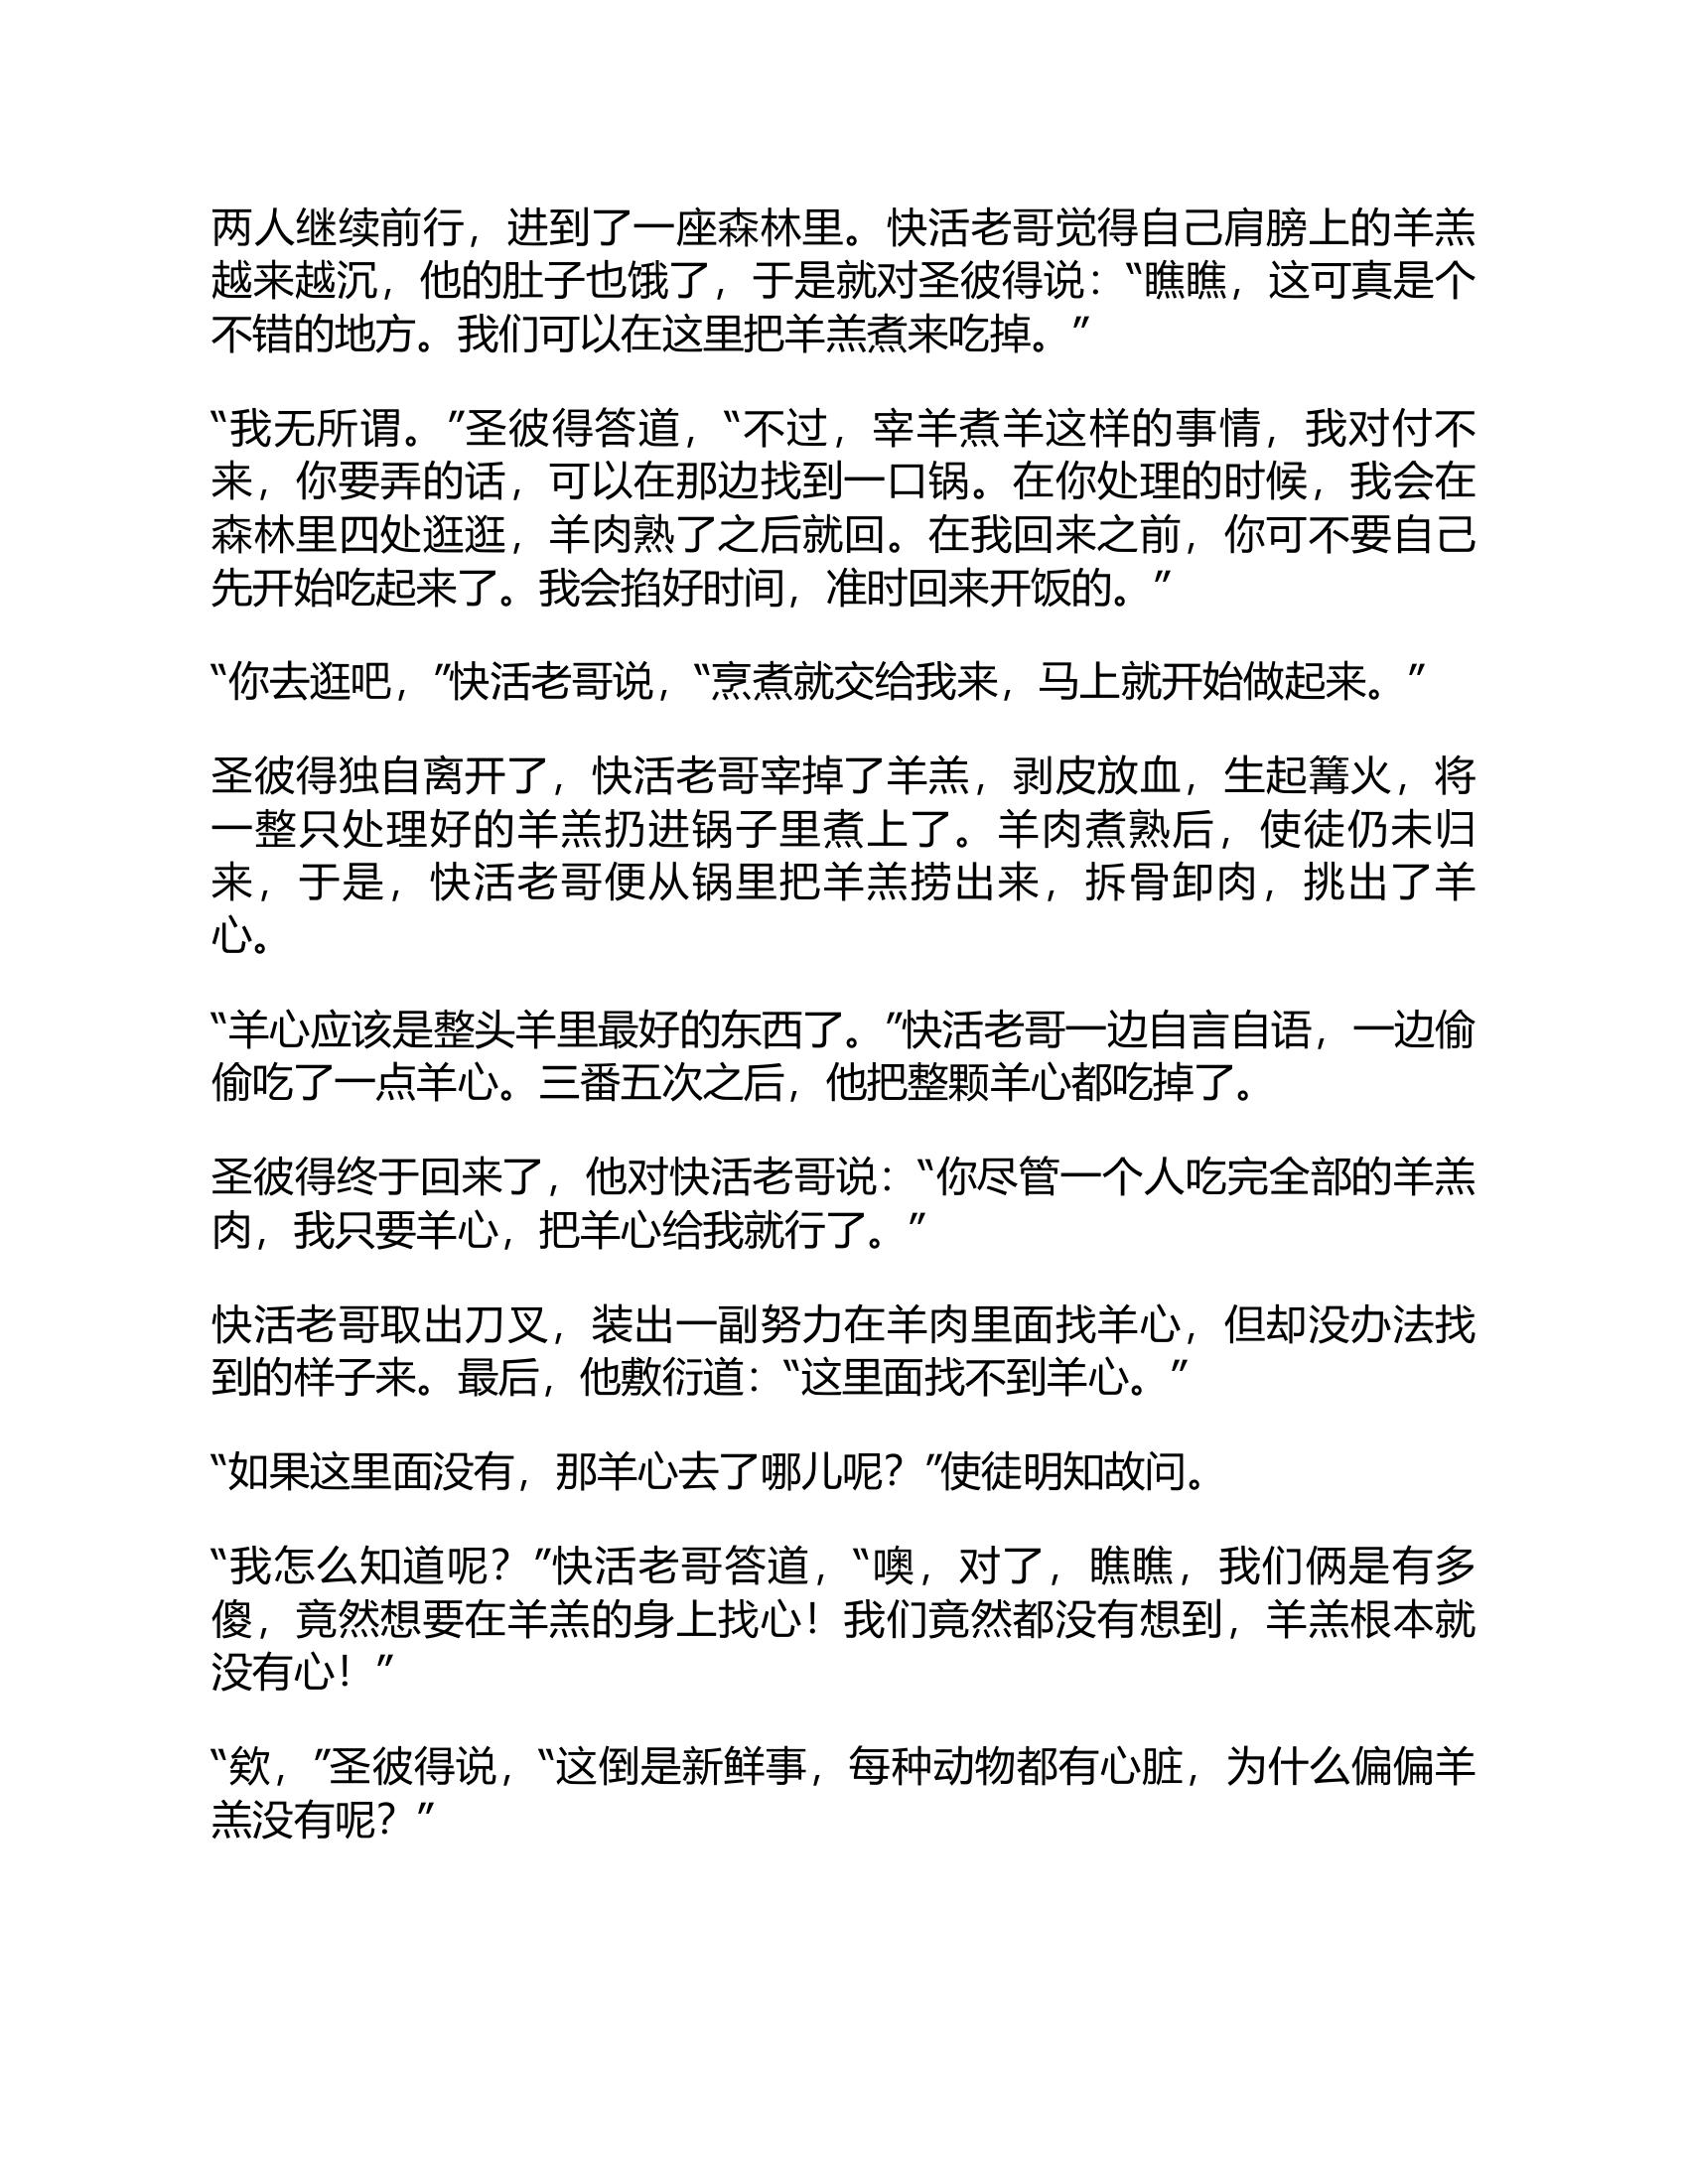 两人继续前行，进到了一座森林里。快活老哥觉得自己肩膀上的羊羔
越来越沉，他的肚子也饿了，于是就对圣彼得说：“瞧瞧，这可真是个
不错的地方。我们可以在这里把羊羔煮来吃掉。”
“我无所谓。”圣彼得答道，“不过，宰羊煮羊这样的事情，我对付不
来，你要弄的话，可以在那边找到一口锅。在你处理的时候，我会在
森林里四处逛逛，羊肉熟了之后就回。在我回来之前，你可不要自己
先开始吃起来了。我会掐好时间，准时回来开饭的。”
“你去逛吧，”快活老哥说，“烹煮就交给我来，马上就开始做起来。”
圣彼得独自离开了，快活老哥宰掉了羊羔，剥皮放血，生起篝火，将
一整只处理好的羊羔扔进锅子里煮上了。羊肉煮熟后，使徒仍未归
来，于是，快活老哥便从锅里把羊羔捞出来，拆骨卸肉，挑出了羊
心。
“羊心应该是整头羊里最好的东西了。”快活老哥一边自言自语，一边偷
偷吃了一点羊心。三番五次之后，他把整颗羊心都吃掉了。
圣彼得终于回来了，他对快活老哥说：“你尽管一个人吃完全部的羊羔
肉，我只要羊心，把羊心给我就行了。”
快活老哥取出刀叉，装出一副努力在羊肉里面找羊心，但却没办法找
到的样子来。最后，他敷衍道：“这里面找不到羊心。”
“如果这里面没有，那羊心去了哪儿呢？”使徒明知故问。
“我怎么知道呢？”快活老哥答道，“噢，对了，瞧瞧，我们俩是有多
傻，竟然想要在羊羔的身上找心！我们竟然都没有想到，羊羔根本就
没有心！”
“欸，”圣彼得说，“这倒是新鲜事，每种动物都有心脏，为什么偏偏羊
羔没有呢？”